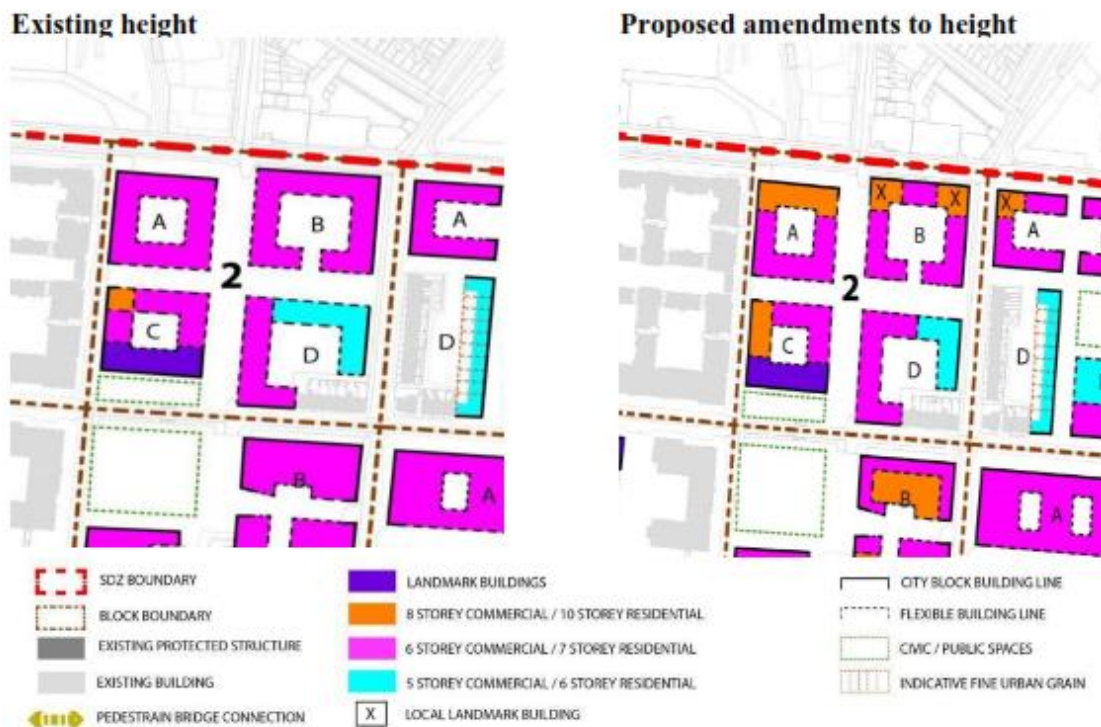 Existing height
Proposed amendments to height
A
B
A
2
C
D
D
B
A
X
X
X
A
B
A
2
C
D
D
B
A
SDZ BOUNDARY
BLOCK BOUNDARY
EXISTING PROTECTED STRUCTURE
EXISTING BUILDING
PEDESTRAIN BRIDGE CONNECTION
LANDMARK BUILDINGS
8 STOREY COMMERCIAL / 10 STOREY RESIDENTIAL
6 STOREY COMMERCIAL / 7 STOREY RESIDENTIAL
5 STOREY COMMERCIAL / 6 STOREY RESIDENTIAL
X LOCAL LANDMARK BUILDING
CITY BLOCK BUILDING LINE
FLEXIBLE BUILDING LINE
CIVIC / PUBLIC SPACES
INDICATIVE FINE URBAN GRAIN